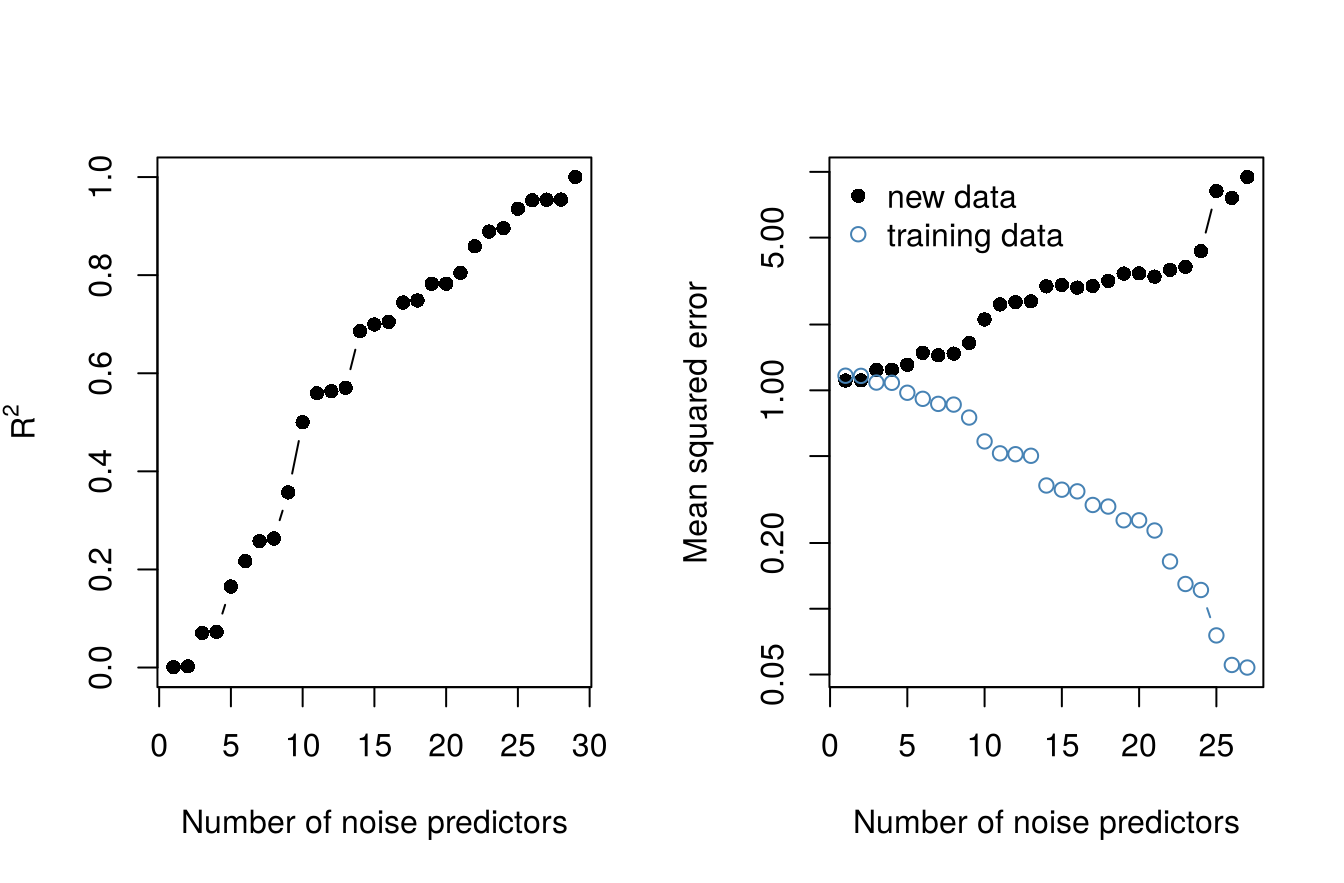 R2
1.0
0.8
0.6
0.4
0.2
0.0
0 5 10 15 20 25 30
Number of noise predictors
Mean squared error
new data
training data
5.00
1.00
0.20
0.05
0 5 10 15 20 25
Number of noise predictors